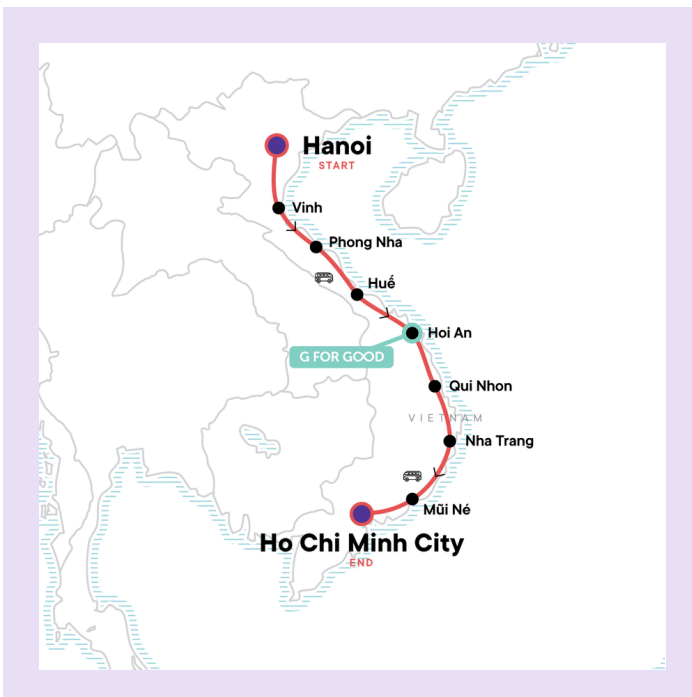 Hanoi
START
Vinh
Phong Nha
Huế
Hoi An
G FOR GOOD
Qui Nhon
VIETNAM
Nha Trang
Mũi Né
Ho Chi Minh City
END